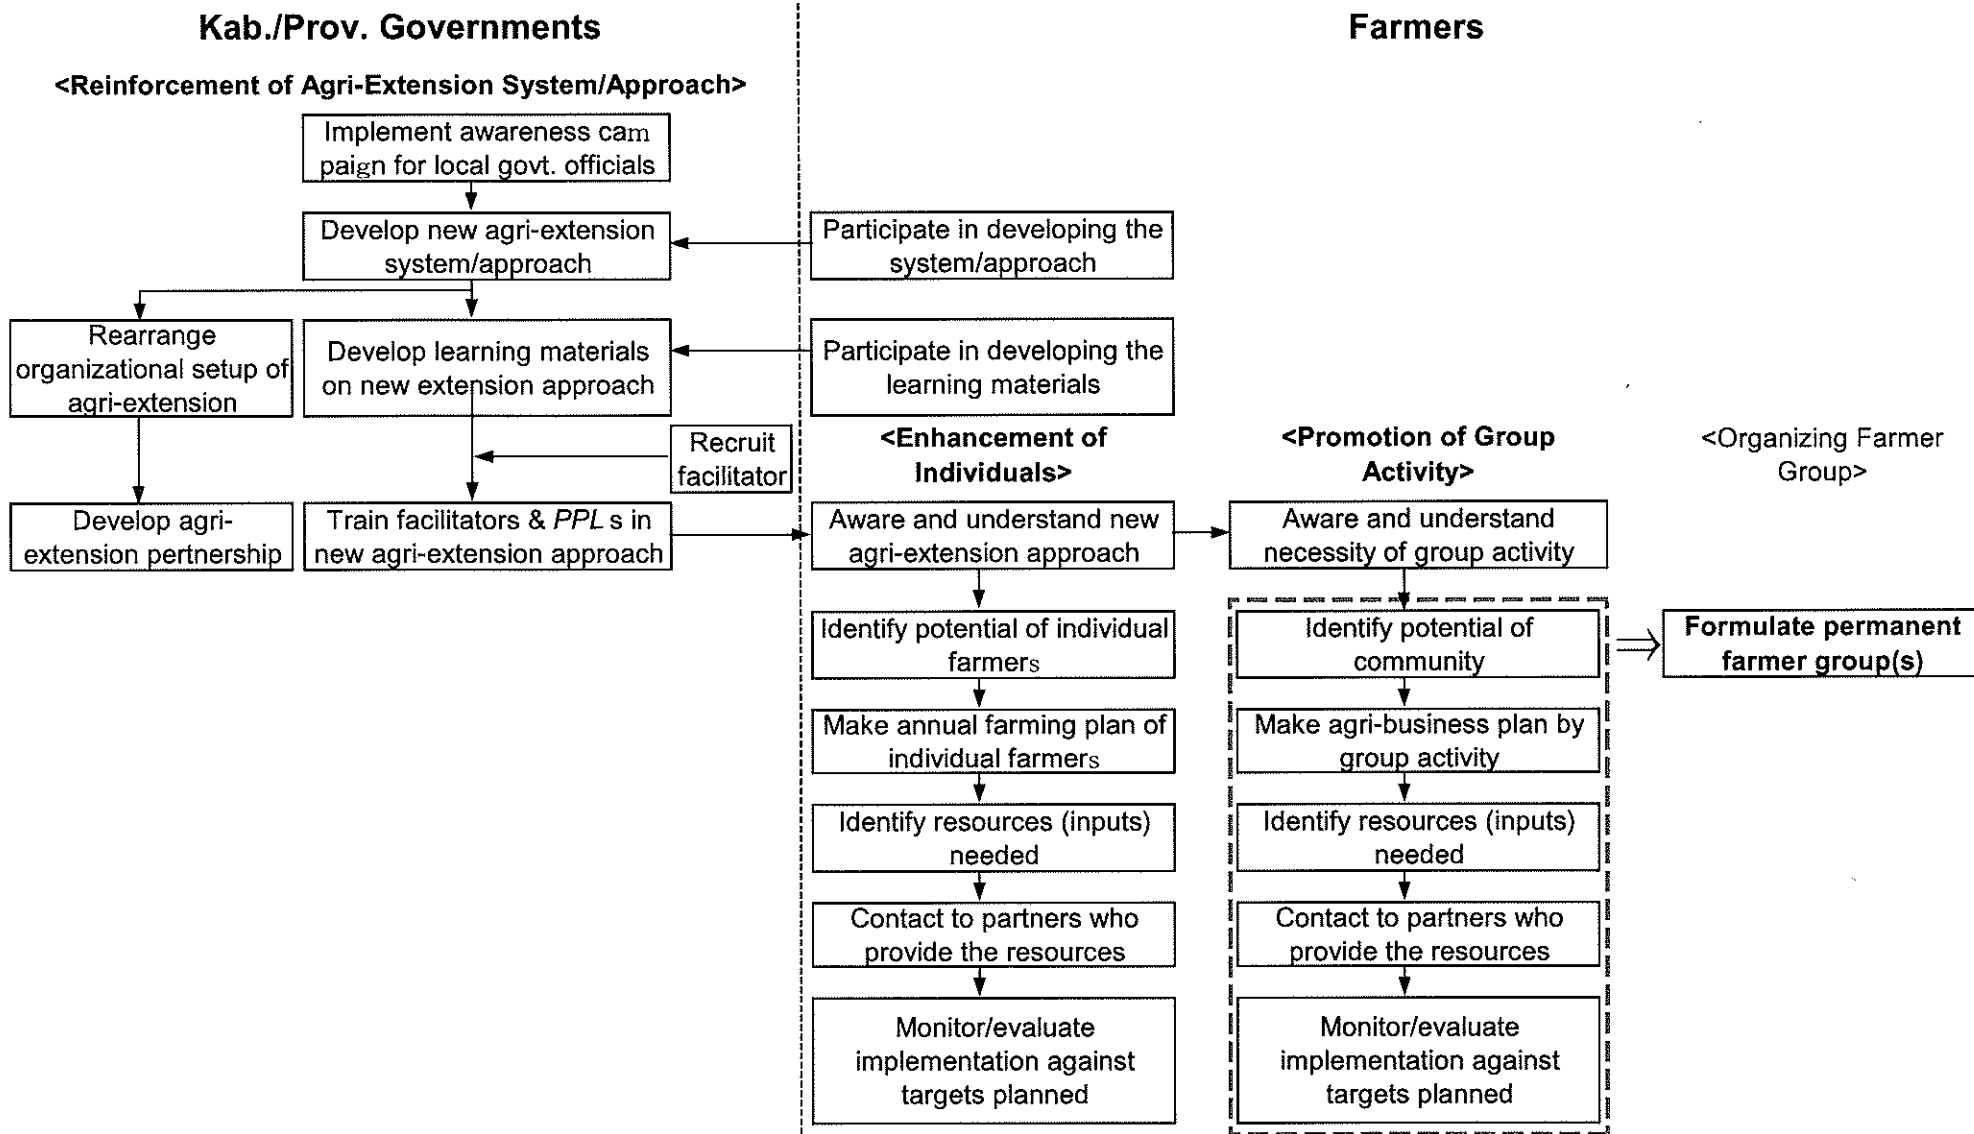 Kab./Prov. Governments
Farmers
<Reinforcement of Agri-Extension System/Approach>
Implement awareness cam
paign for local govt. officials
Develop new agri-extension
system/approach
Participate in developing the
system/approach
Rearrange
organizational setup of
agri-extension
Develop learning materials
on new extension approach
Participate in developing the
learning materials
Recruit
facilitator
<Enhancement of
Individuals>
<Promotion of Group
Activity>
<Organizing Farmer
Group>
Develop agri-
extension pertnership
Train facilitators & PPL s in
new agri-extension approach
Aware and understand new
agri-extension approach
Aware and understand
necessity of group activity
Identify potential of individual
farmers
Identify potential of
community
Formulate permanent
farmer group(s)
Make annual farming plan of
individual farmers
Make agri-business plan by
group activity
Identify resources (inputs)
needed
Identify resources (inputs)
needed
Contact to partners who
provide the resources
Contact to partners who
provide the resources
Monitor/evaluate
implementation against
targets planned
Monitor/evaluate
implementation against
targets planned